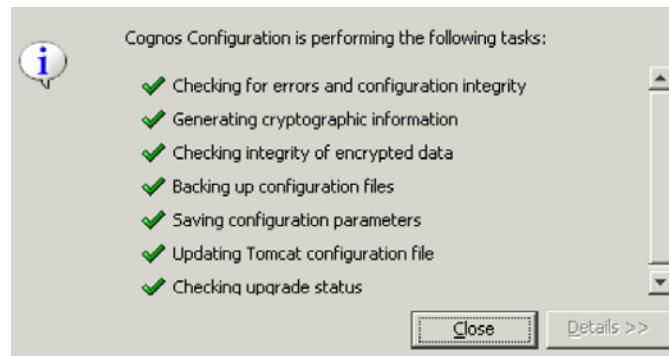 Cognos Configuration is performing the following tasks:
Checking for errors and configuration integrity
Generating cryptographic information
Checking integrity of encrypted data
Backing up configuration files
Saving configuration parameters
Updating Tomcat configuration file
Checking upgrade status
Close Details >>